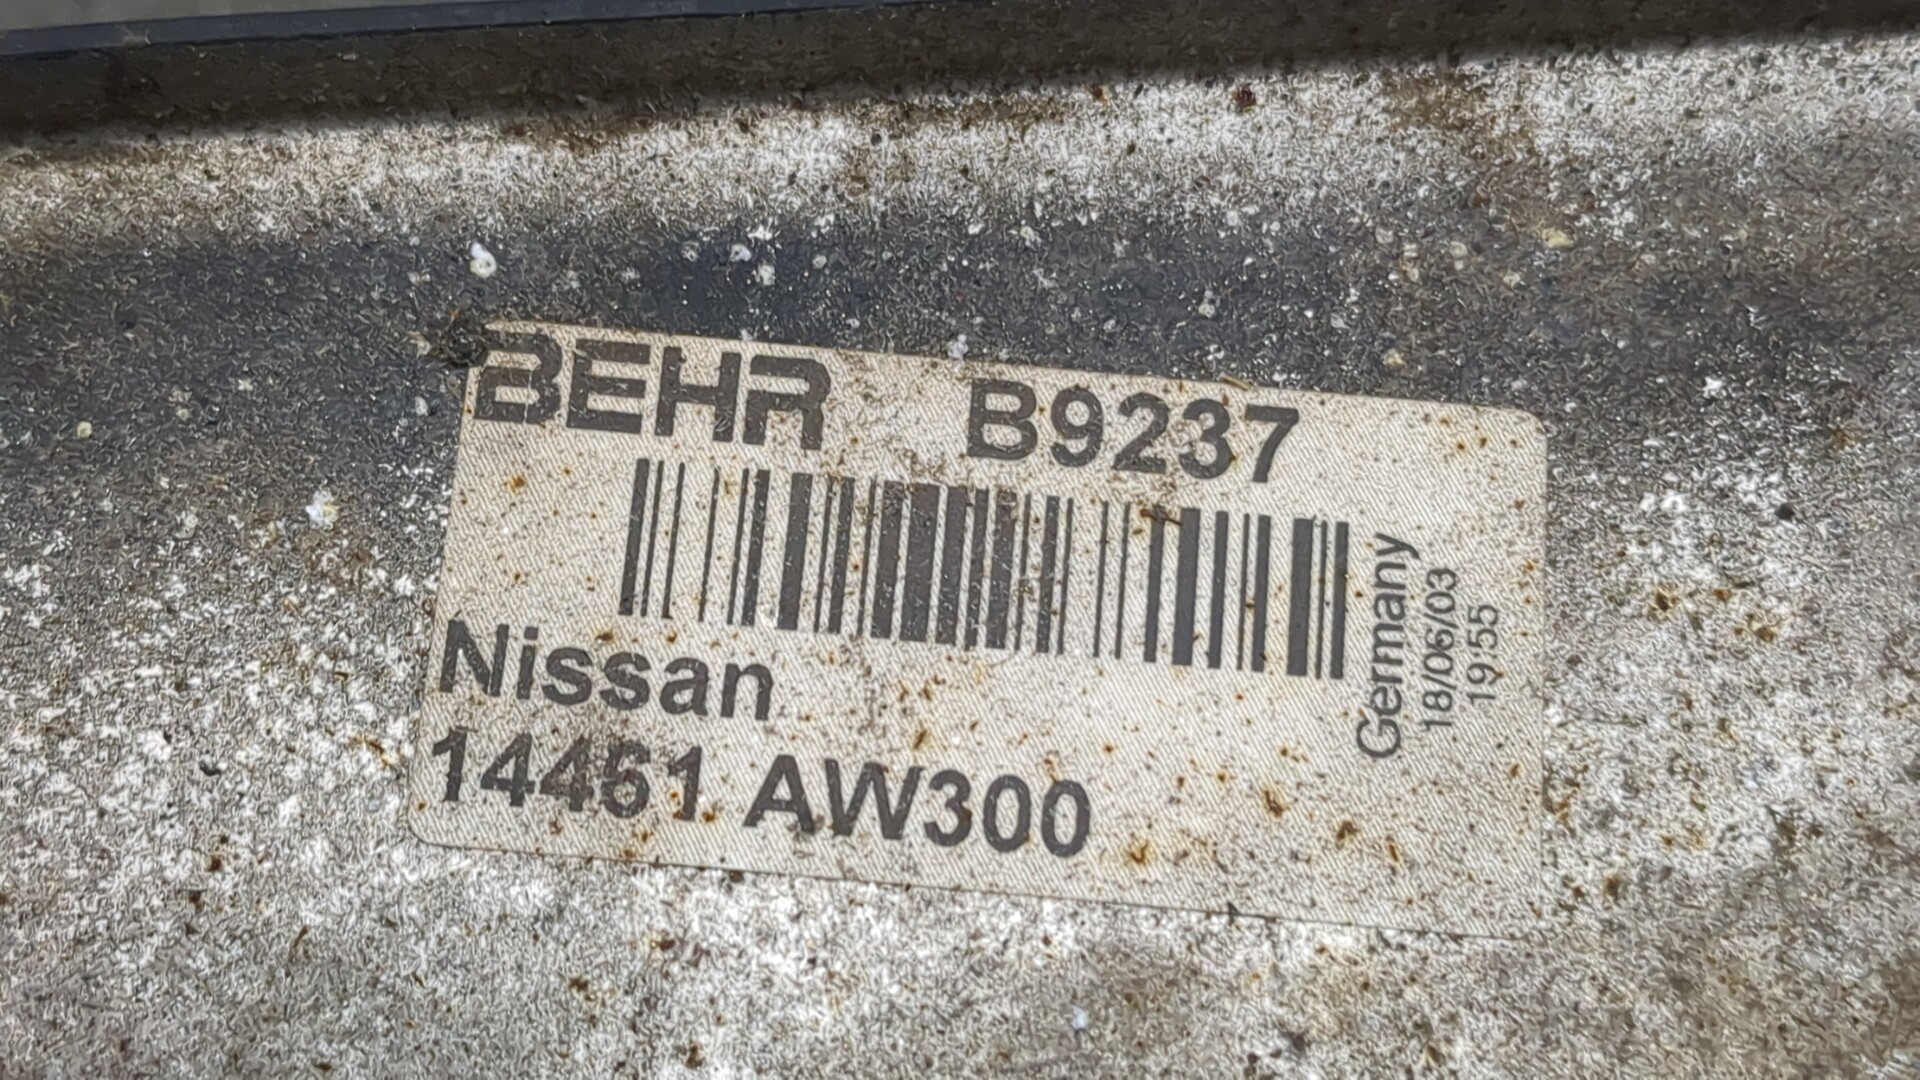 BEHR B9237
Nissan
14461 AW300
Germany
18/06/03
19:55